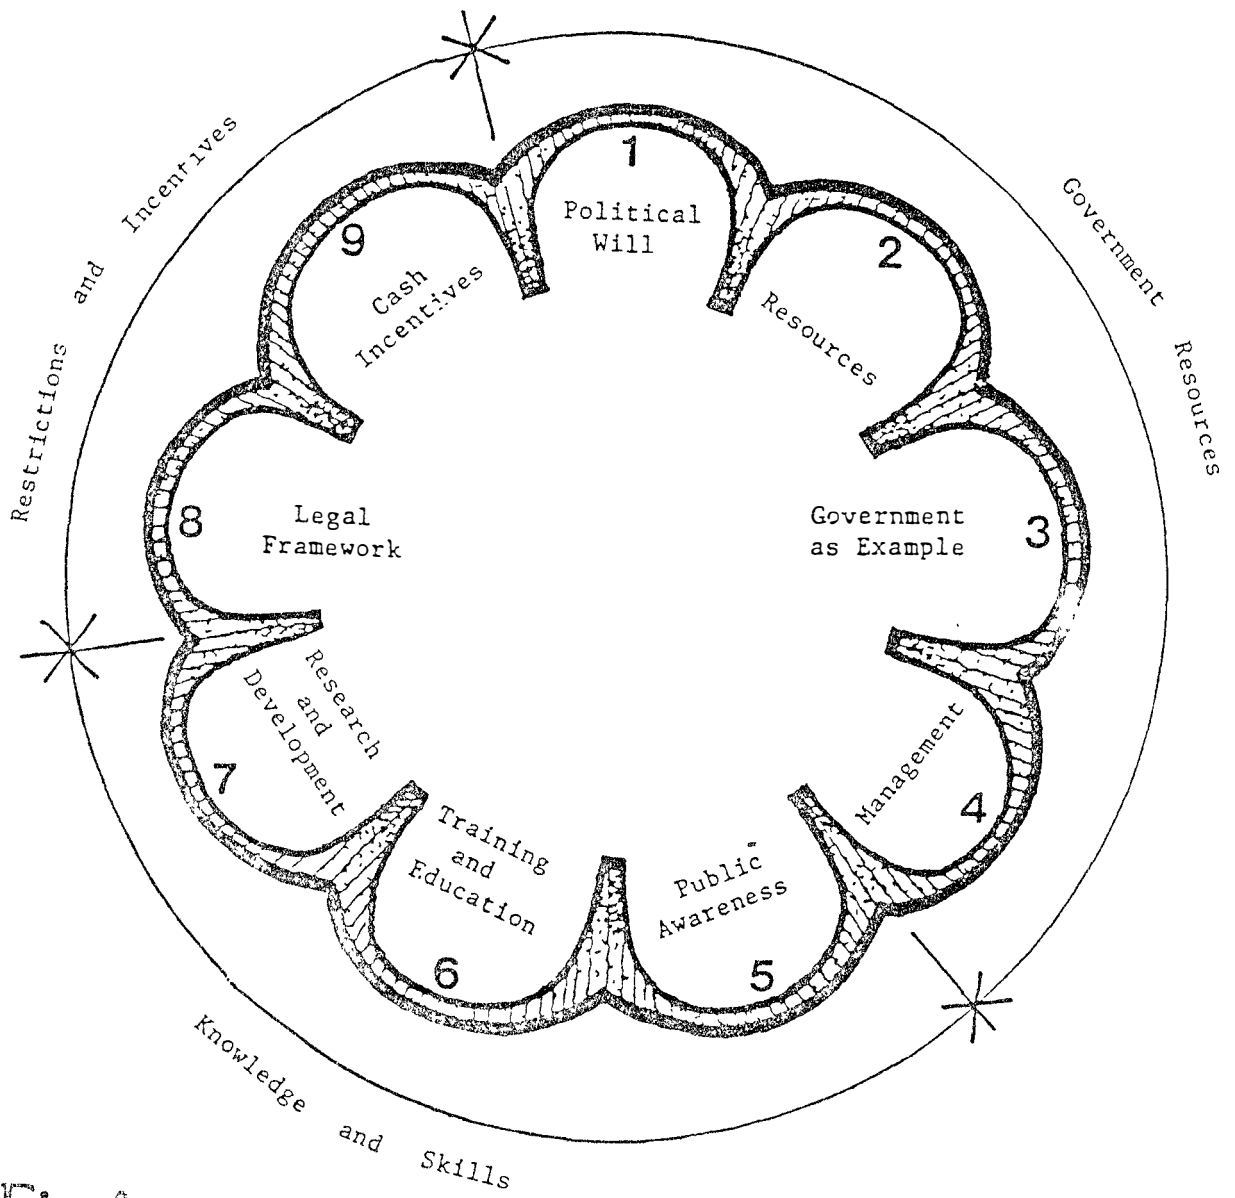 1
Political
Will
2
Resources
3
Government
as Example
4
Management
5
Public
Awareness
6
Training
and
Education
7
Research
and
Development
8
Legal
Framework
9
Cash
Incentives
Government Resources
Knowledge and Skills
Restrictions and Incentives